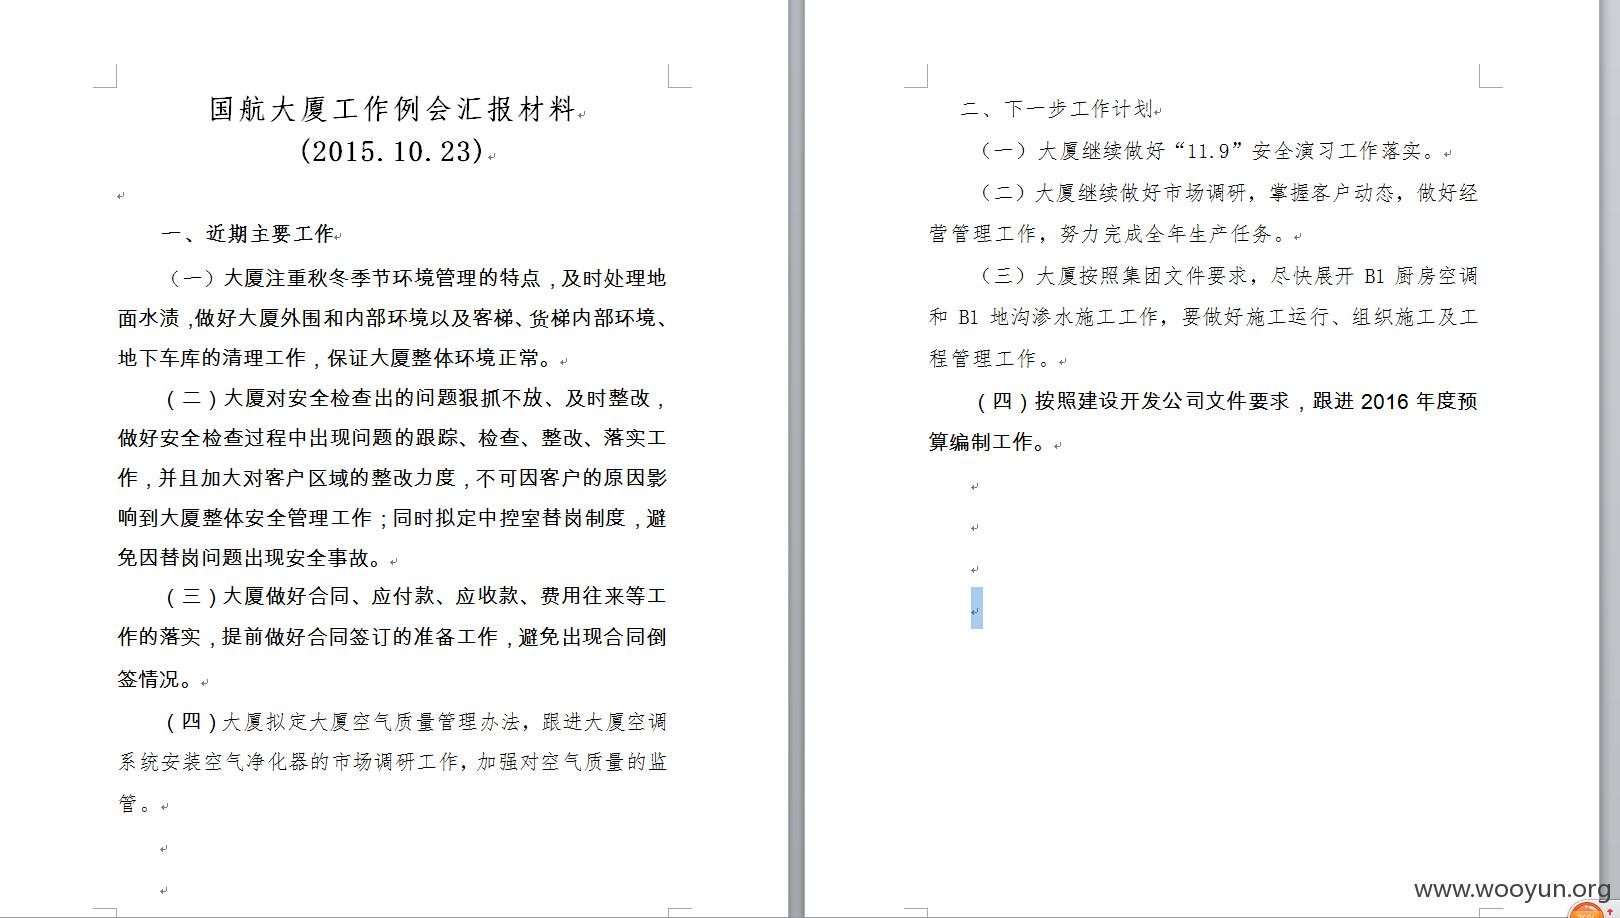 国航大厦工作例会汇报材料
(2015.10.23)
一、近期主要工作
（一）大厦注重秋冬季节环境管理的特点，及时处理地
面水渍，做好大厦外围和内部环境以及客梯、货梯内部环境、
地下车库的清理工作，保证大厦整体环境正常。
（二）大厦对安全检查出的问题狠抓不放、及时整改，
做好安全检查过程中出现问题的跟踪、检查、整改、落实工
作，并且加大对客户区域的整改力度，不可因客户的原因影
响到大厦整体安全管理工作；同时拟定中控室替岗制度，避
免因替岗问题出现安全事故。
（三）大厦做好合同、应付款、应收款、费用往来等工
作的落实，提前做好合同签订的准备工作，避免出现合同倒
签情况。
（四）大厦拟定大厦空气质量管理办法，跟进大厦空调
系统安装空气净化器的市场调研工作，加强对空气质量的监
管。
二、下一步工作计划
（一）大厦继续做好“11.9”安全演习工作落实。
（二）大厦继续做好市场调研，掌握客户动态，做好经
营管理工作，努力完成全年生产任务。
（三）大厦按照集团文件要求，尽快展开 B1 厨房空调
和 B1 地沟渗水施工工作，要做好施工运行、组织施工及工
程管理工作。
（四）按照建设开发公司文件要求，跟进 2016 年度预
算编制工作。
www.wooyun.org